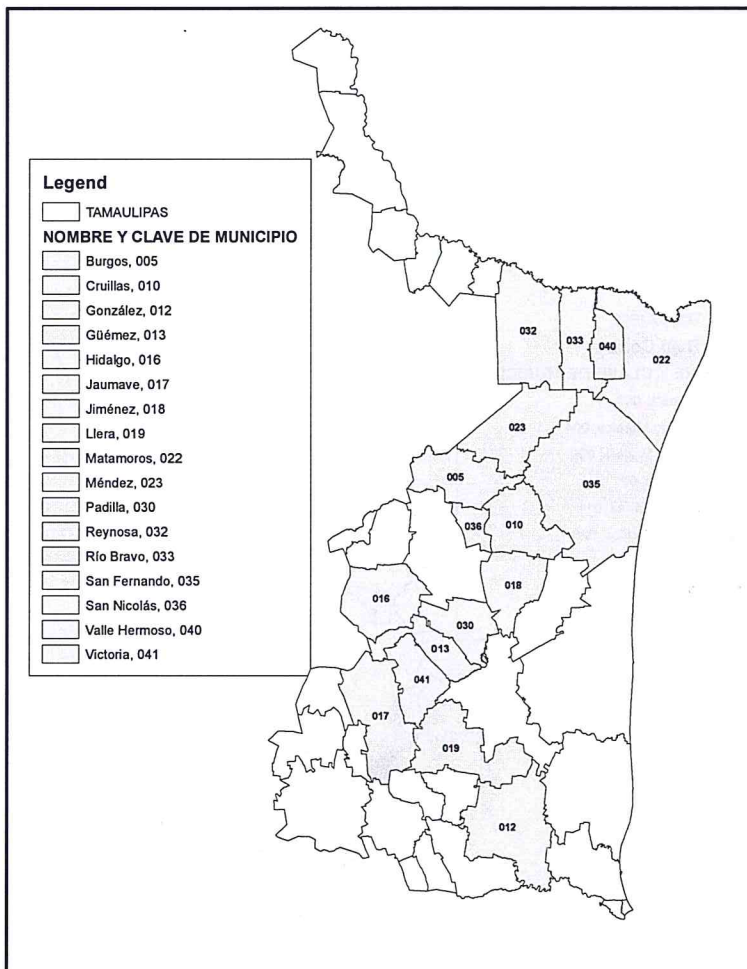 Legend
TAMAULIPAS
NOMBRE Y CLAVE DE MUNICIPIO
Burgos, 005
Cruillas, 010
González, 012
Güémez, 013
Hidalgo, 016
Jaumave, 017
Jiménez, 018
Llera, 019
Matamoros, 022
Méndez, 023
Padilla, 030
Reynosa, 032
Río Bravo, 033
San Fernando, 035
San Nicolás, 036
Valle Hermoso, 040
Victoria, 041
032
033
040
022
023
005
035
036
010
018
016
030
013
041
017
019
012